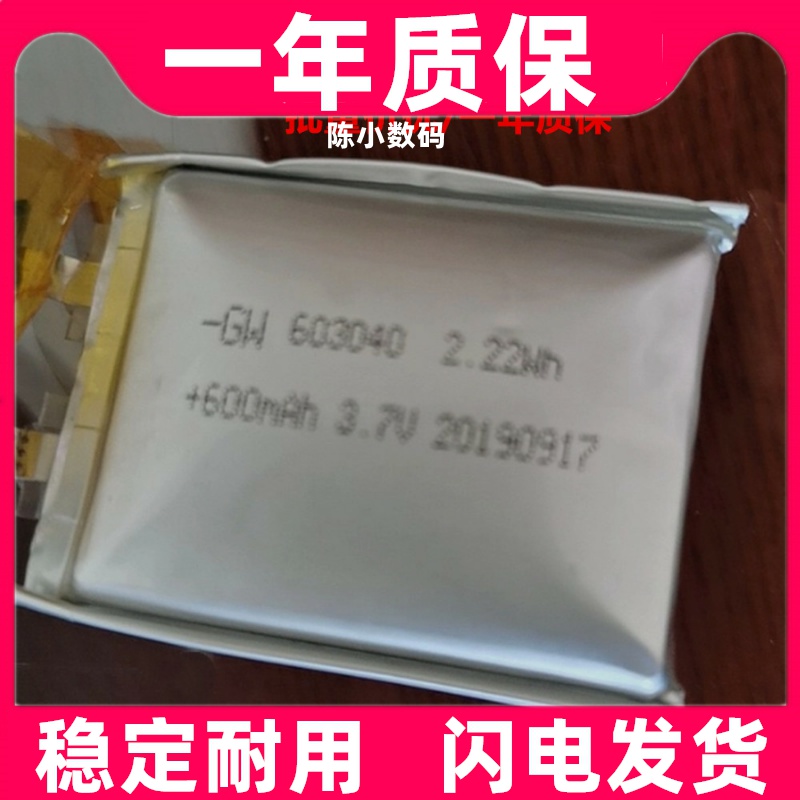 一年质保
陈小数码
-GW 603040 2.22Wh
+600mAh 3.7V 20190917
稳定耐用 闪电发货